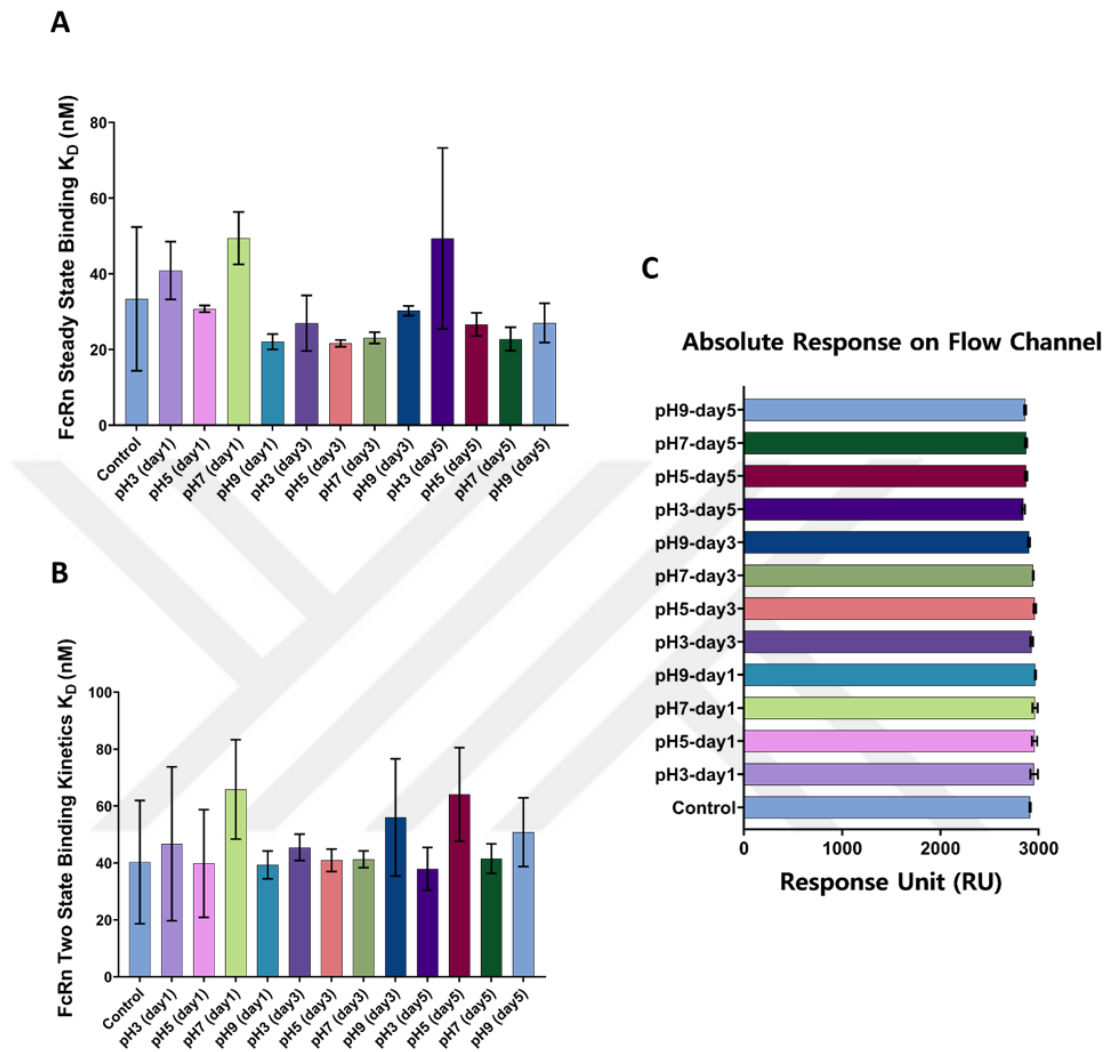 A
FcRn Steady State Binding KD (nM)
80
60
40
20
0
Control
pH3 (day1)
pH5 (day1)
pH7 (day1)
pH9 (day1)
pH3 (day3)
pH5 (day3)
pH7 (day3)
pH9 (day3)
pH3 (day5)
pH5 (day5)
pH7 (day5)
pH9 (day5)
B
FcRn Two State Binding Kinetics KD (nM)
100
80
60
40
20
0
Control
pH3 (day1)
pH5 (day1)
pH7 (day1)
pH9 (day1)
pH3 (day3)
pH5 (day3)
pH7 (day3)
pH9 (day3)
pH3 (day5)
pH5 (day5)
pH7 (day5)
pH9 (day5)
C
Absolute Response on Flow Channel
pH9-day5
pH7-day5
pH5-day5
pH3-day5
pH9-day3
pH7-day3
pH5-day3
pH3-day3
pH9-day1
pH7-day1
pH5-day1
pH3-day1
Control
0 1000 2000 3000
Response Unit (RU)